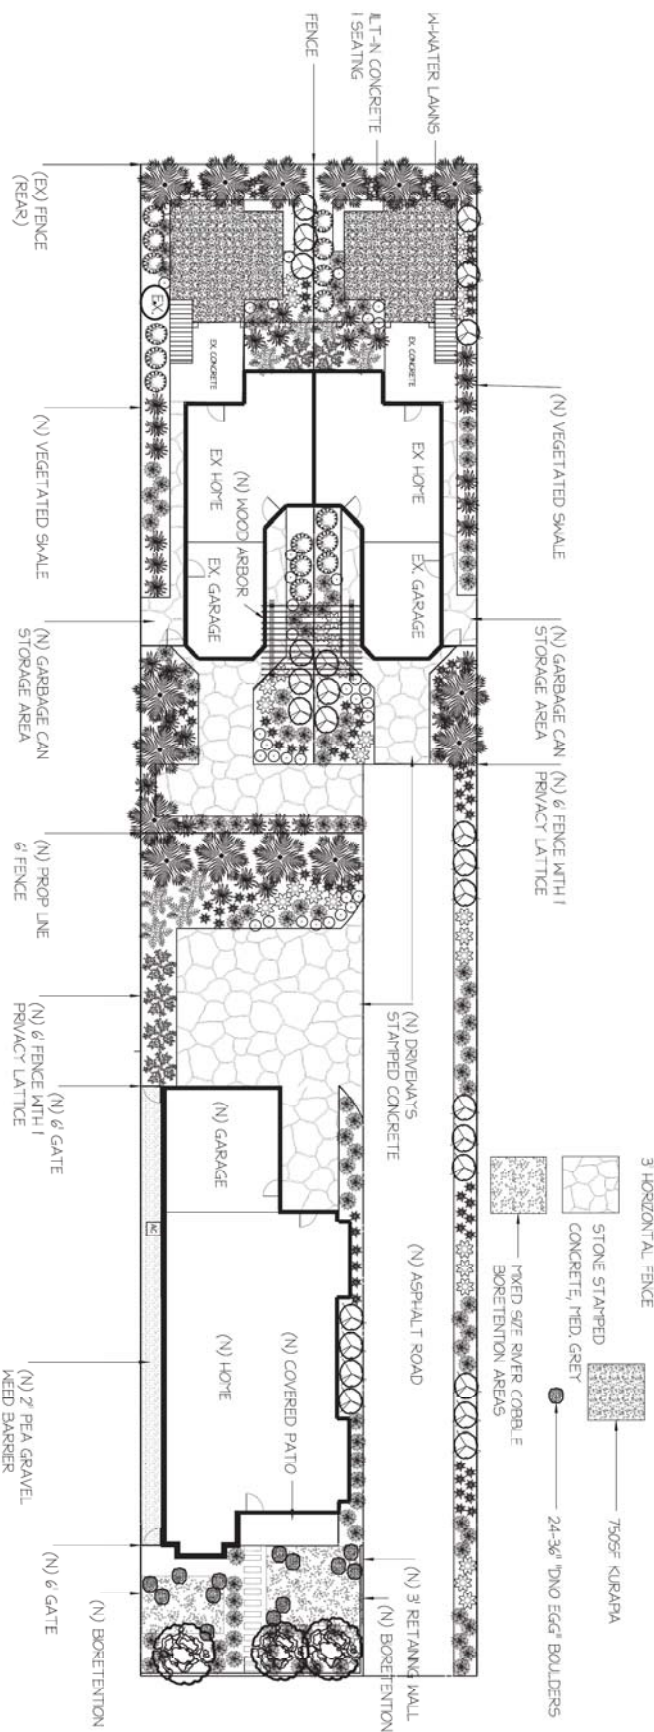 W-WATER LAWNS
ILT-IN CONCRETE
SEATING
FENCE
(EX) FENCE
(REAR)
(N) VEGETATED SWALE
(N) VEGETATED SWALE
EX
EX. CONCRETE
EX. CONCRETE
EX HOME
EX HOME
(N) WOOD ARBOR
EX. GARAGE
EX. GARAGE
(N) GARBAGE CAN
STORAGE AREA
(N) GARBAGE CAN
STORAGE AREA
(N) 6' FENCE WITH 1
PRIVACY LATTICE
(N) PROP LINE
6' FENCE
(N) DRIVEWAYS
STAMPED CONCRETE
(N) 6' FENCE WITH 1
PRIVACY LATTICE
(N) 6' GATE
(N) GARAGE
AC
(N) ASPHALT ROAD
(N) HOME
(N) COVERED PATIO
(N) 2' PEA GRAVEL
WEED BARRIER
(N) 6' GATE
(N) BIORETENTION
(N) 3' RETAINING WALL
(N) BIORETENTION
3' HORIZONTAL FENCE
STONE STAMPED
CONCRETE, MED. GREY
MIXED SIZE RIVER COBBLE
BIORETENTION AREAS
750SF KURAPIA
24-36" "DINO EGG" BOULDERS